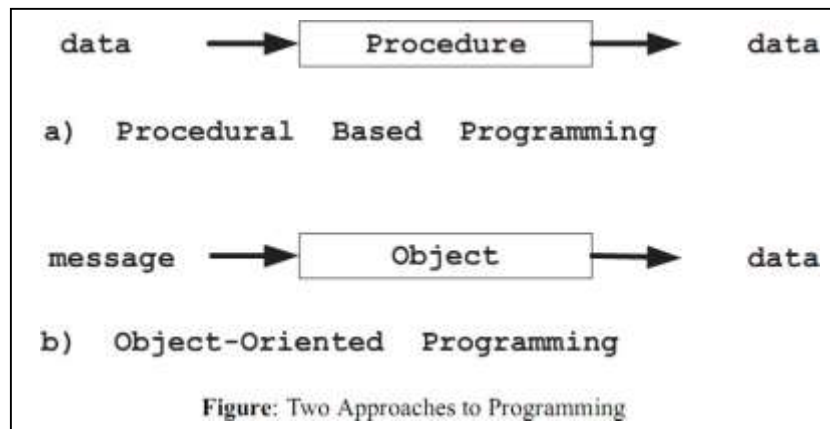 data Procedure data
a) Procedural Based Programming
message Object data
b) Object-Oriented Programming
Figure: Two Approaches to Programming